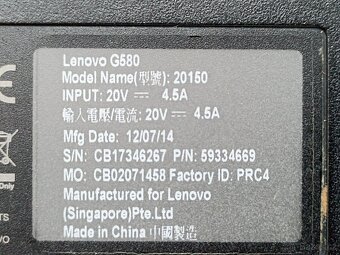 Lenovo G580
Model Name(型號): 20150
INPUT: 20V ⎓ 4.5A
輸入電壓/電流: 20V ⎓ 4.5A
Mfg Date: 12/07/14
S/N: CB17346267 P/N: 59334669
MO: CB02071458 Factory ID: PRC4
Manufactured for Lenovo
(Singapore)Pte.Ltd
Made in China 中國製造